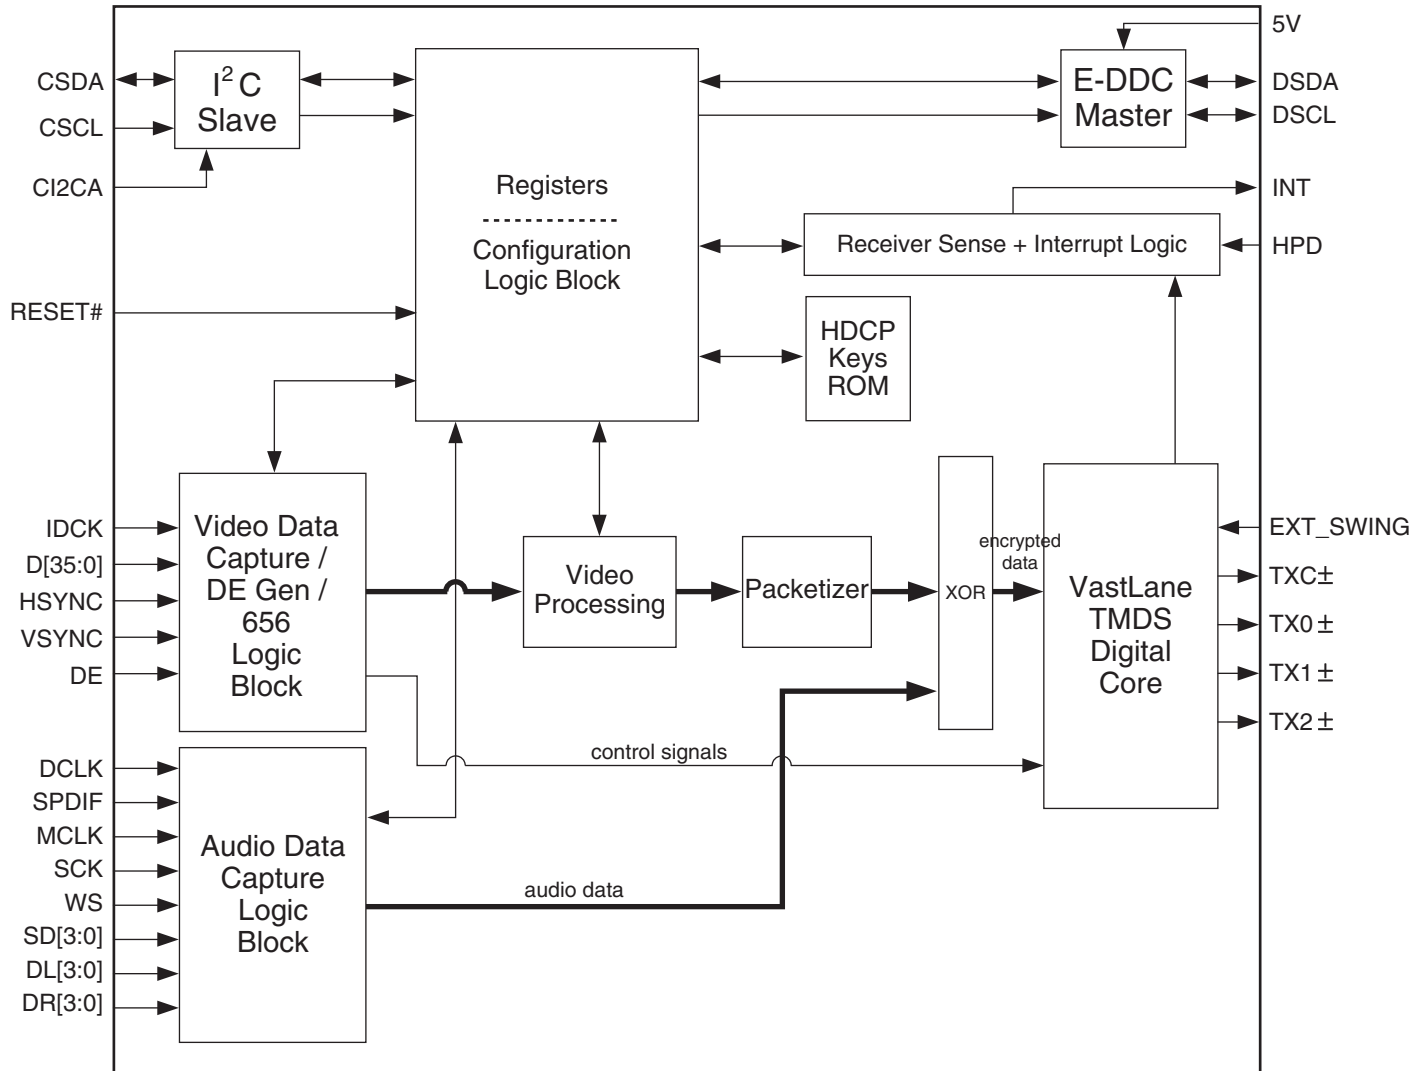 5V
CSDA
I2C
Slave
E-DDC
Master
DSDA
CSCL
DSCL
CI2CA
Registers
Configuration
Logic Block
INT
Receiver Sense + Interrupt Logic
HPD
RESET#
HDCP
Keys
ROM
IDCK
D[35:0]
HSYNC
VSYNC
DE
Video Data
Capture /
DE Gen /
656
Logic
Block
Video
Processing
Packetizer
XOR
encrypted
data
VastLane
TMDS
Digital
Core
EXT_SWING
TXC±
TX0±
TX1±
TX2±
control signals
DCLK
SPDIF
MCLK
SCK
WS
SD[3:0]
DL[3:0]
DR[3:0]
Audio Data
Capture
Logic
Block
audio data